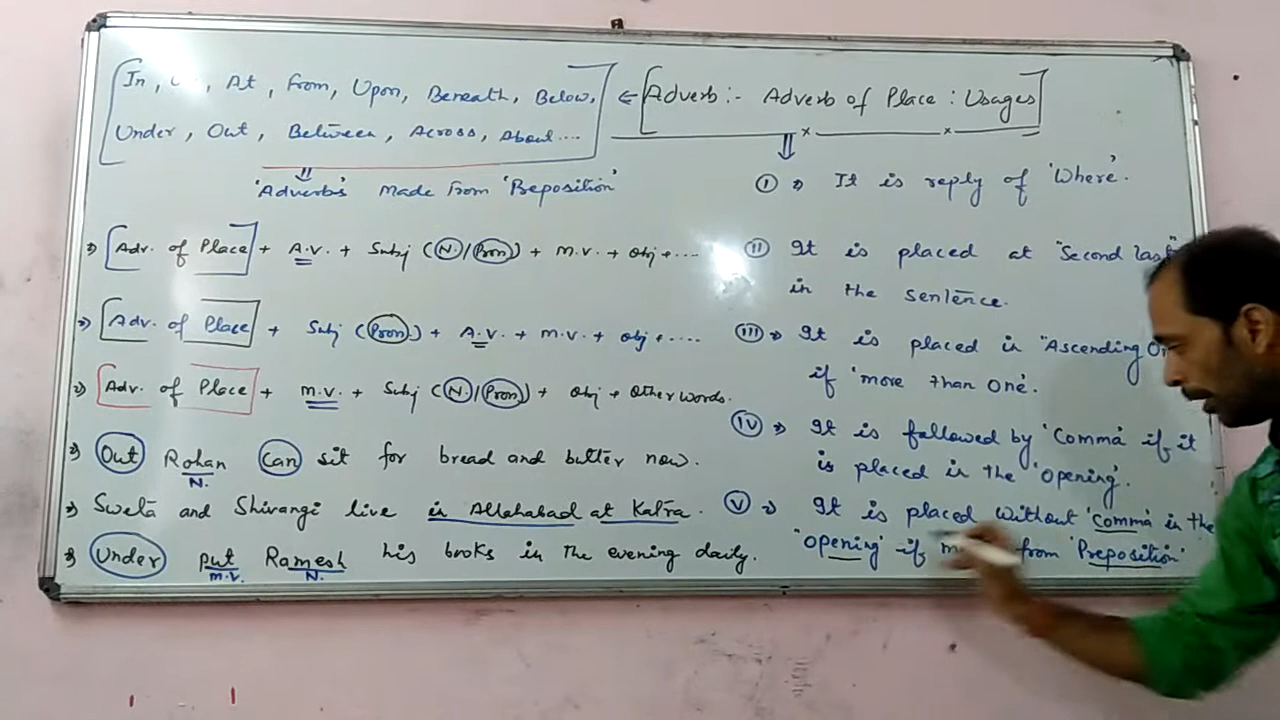 In, At, From, Upon, Beneath, Below,
Under, Out, Between, Across, About...
← Adverb:- Adverb of Place : Usages
⇓
'Adverbs' Made From 'Preposition'
⇓
(I) ⇒ It is reply of 'Where'.
⇒ Adv. of Place + A.V. + Subj (N/Pron) + M.V. + Obj + ....
⇒ Adv. of Place + Subj (Pron) + A.V. + M.V. + Obj + ....
⇒ Adv. of Place + M.V. + Subj (N/Pron) + Obj + Other Words.
⇒ Out Rohan Can sit for bread and butter now.
N.
⇒ Sweta and Shivangi live in Allahabad at Katra.
⇒ Under put Ramesh his books in the evening daily.
M.V. N.
(II) It is placed at "Second last"
in the Sentence.
(III) ⇒ It is placed in "Ascending
if 'more than One'.
(IV) ⇒ It is followed by 'Comma' if it
is placed in the 'Opening'.
(V) ⇒ It is placed without 'Comma' in the
'Opening' if from 'Preposition'